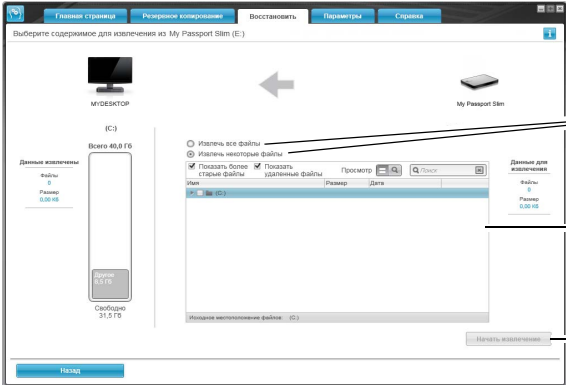 Главная страница
Резервное копирование
Восстановить
Параметры
Справка
Выберите содержимое для извлечения из My Passport Slim (E:)
MYDESKTOP
My Passport Slim
(C:)
Всего 40,0 Гб
Данные извлечены
Файлы
0
Размер
0,00 Кб
Другое
8,5 Гб
Свободно
31,5 Гб
Извлечь все файлы
Извлечь некоторые файлы
Показать более старые файлы
Показать удаленные файлы
Просмотр
Поиск
Имя
Размер
Дата
(C:)
Исходное местоположение файлов: (C:)
Данные для извлечения
Файлы
0
Размер
0,00 Кб
Начать извлечение
Назад